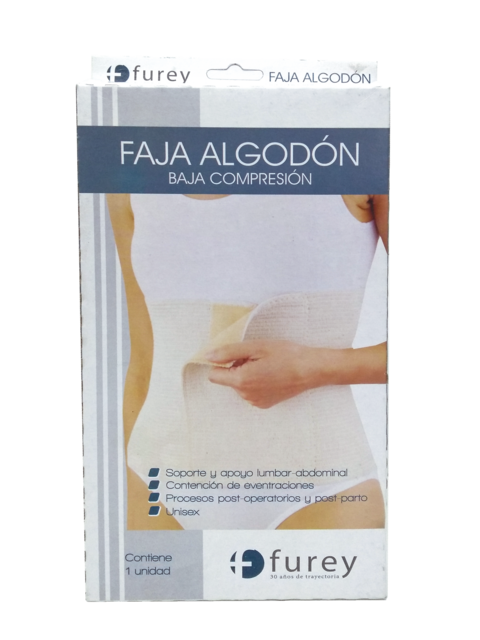 furey
FAJA ALGODÓN
FAJA ALGODÓN
BAJA COMPRESIÓN
Soporte y apoyo lumbar-abdominal
Contención de eventraciones
Procesos post-operatorios y post-parto
Unisex
Contiene
1 unidad
furey
30 años de trayectoria